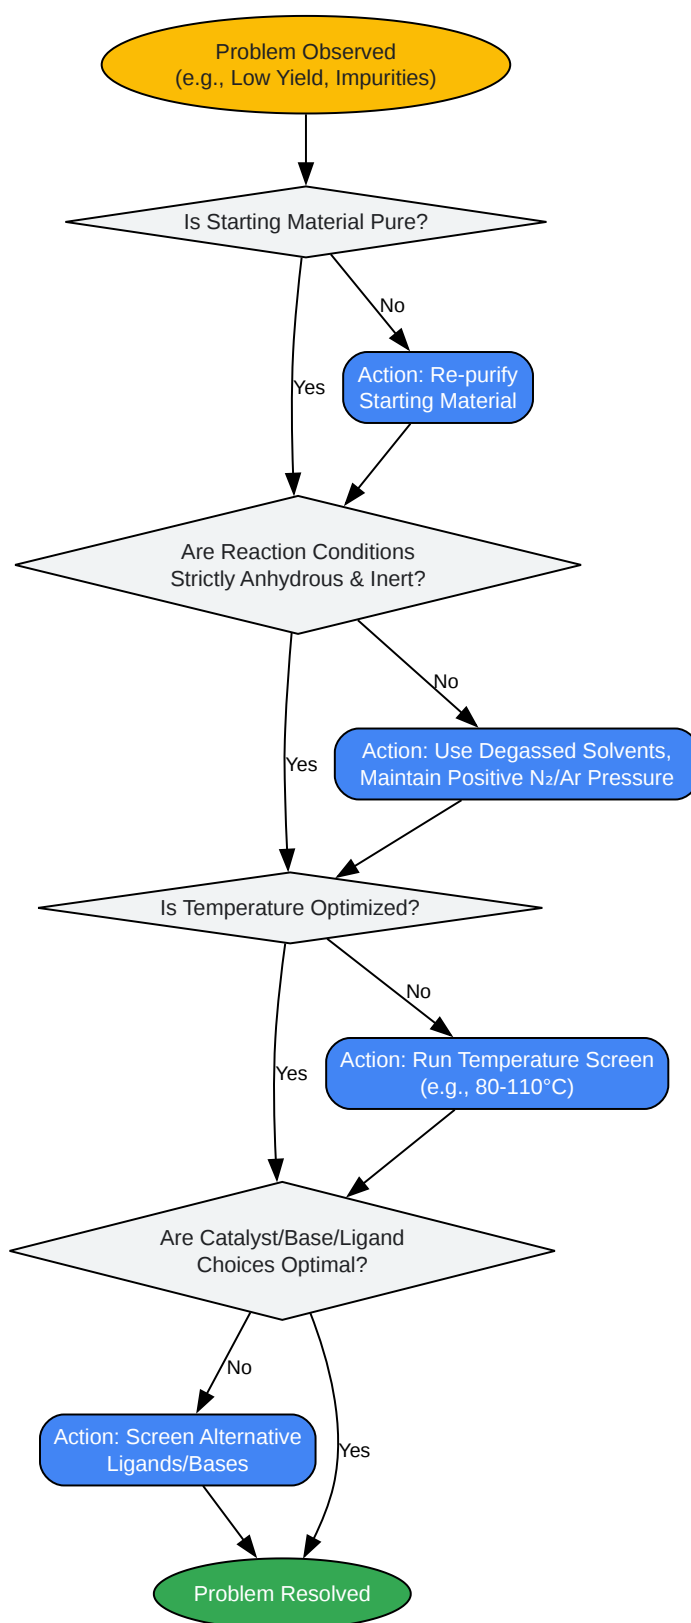 Problem Observed
(e.g., Low Yield, Impurities)
Is Starting Material Pure?
No
Action: Re-purify
Starting Material
Yes
Are Reaction Conditions
Strictly Anhydrous & Inert?
No
Action: Use Degassed Solvents,
Maintain Positive N₂/Ar Pressure
Yes
Is Temperature Optimized?
No
Action: Run Temperature Screen
(e.g., 80-110°C)
Yes
Are Catalyst/Base/Ligand
Choices Optimal?
No
Action: Screen Alternative
Ligands/Bases
Yes
Problem Resolved